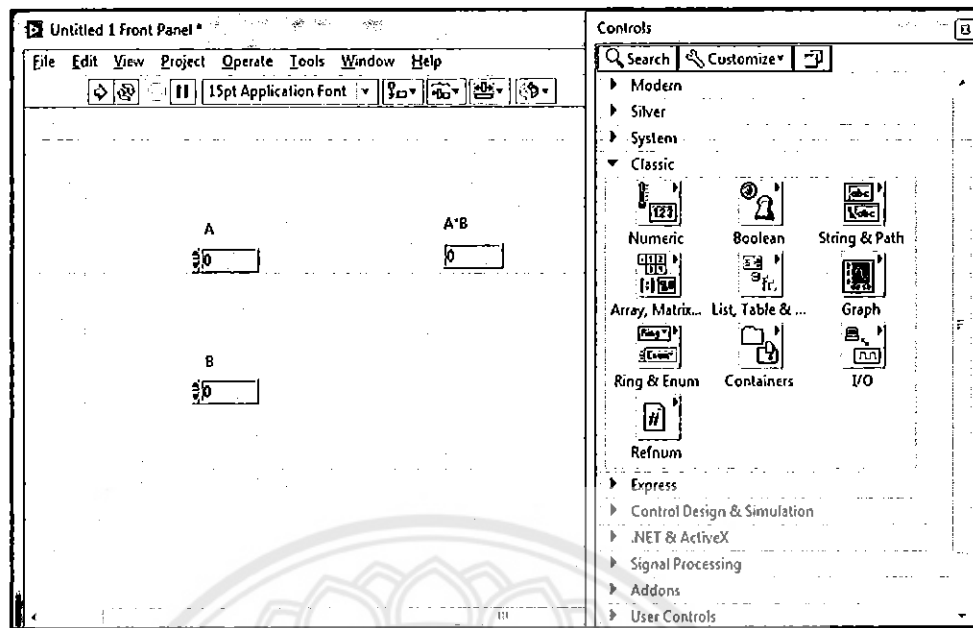 Untitled 1 Front Panel *
File Edit View Project Operate Tools Window Help
15pt Application Font
A
0
A*B
0
B
0
Controls
Search Customize
Modern
Silver
System
Classic
Numeric Boolean String & Path
Array, Matrix... List, Table & ... Graph
Ring & Enum Containers I/O
Refnum
Express
Control Design & Simulation
.NET & ActiveX
Signal Processing
Addons
User Controls